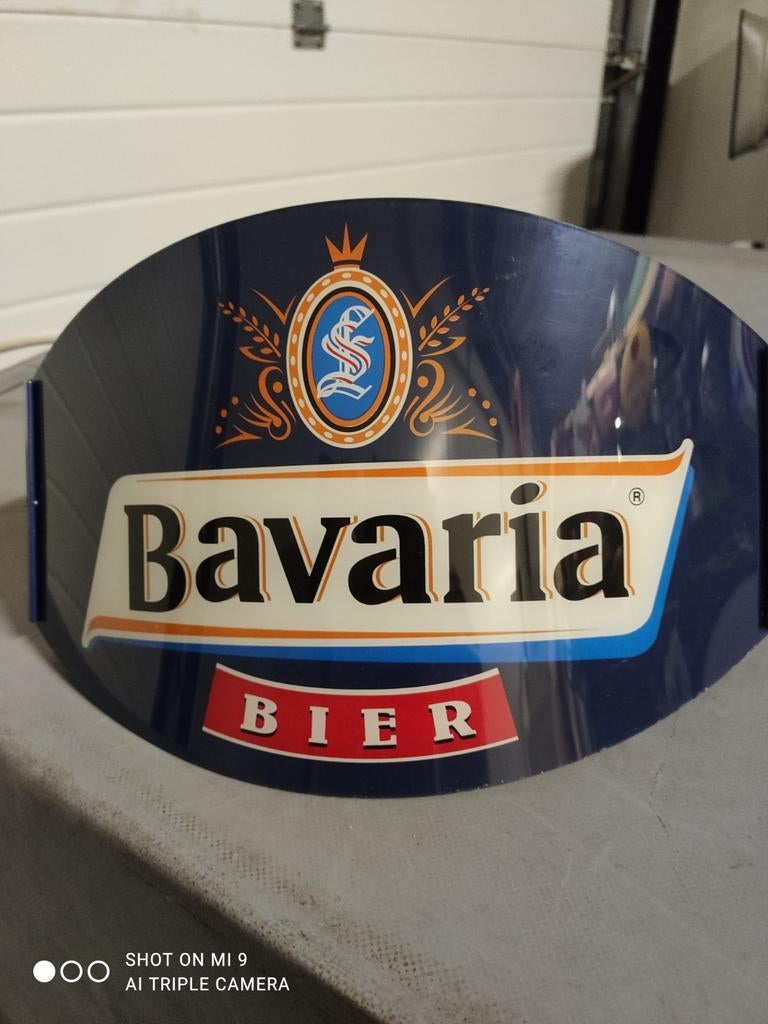 Bavaria®
BIER
SHOT ON MI 9
AI TRIPLE CAMERA